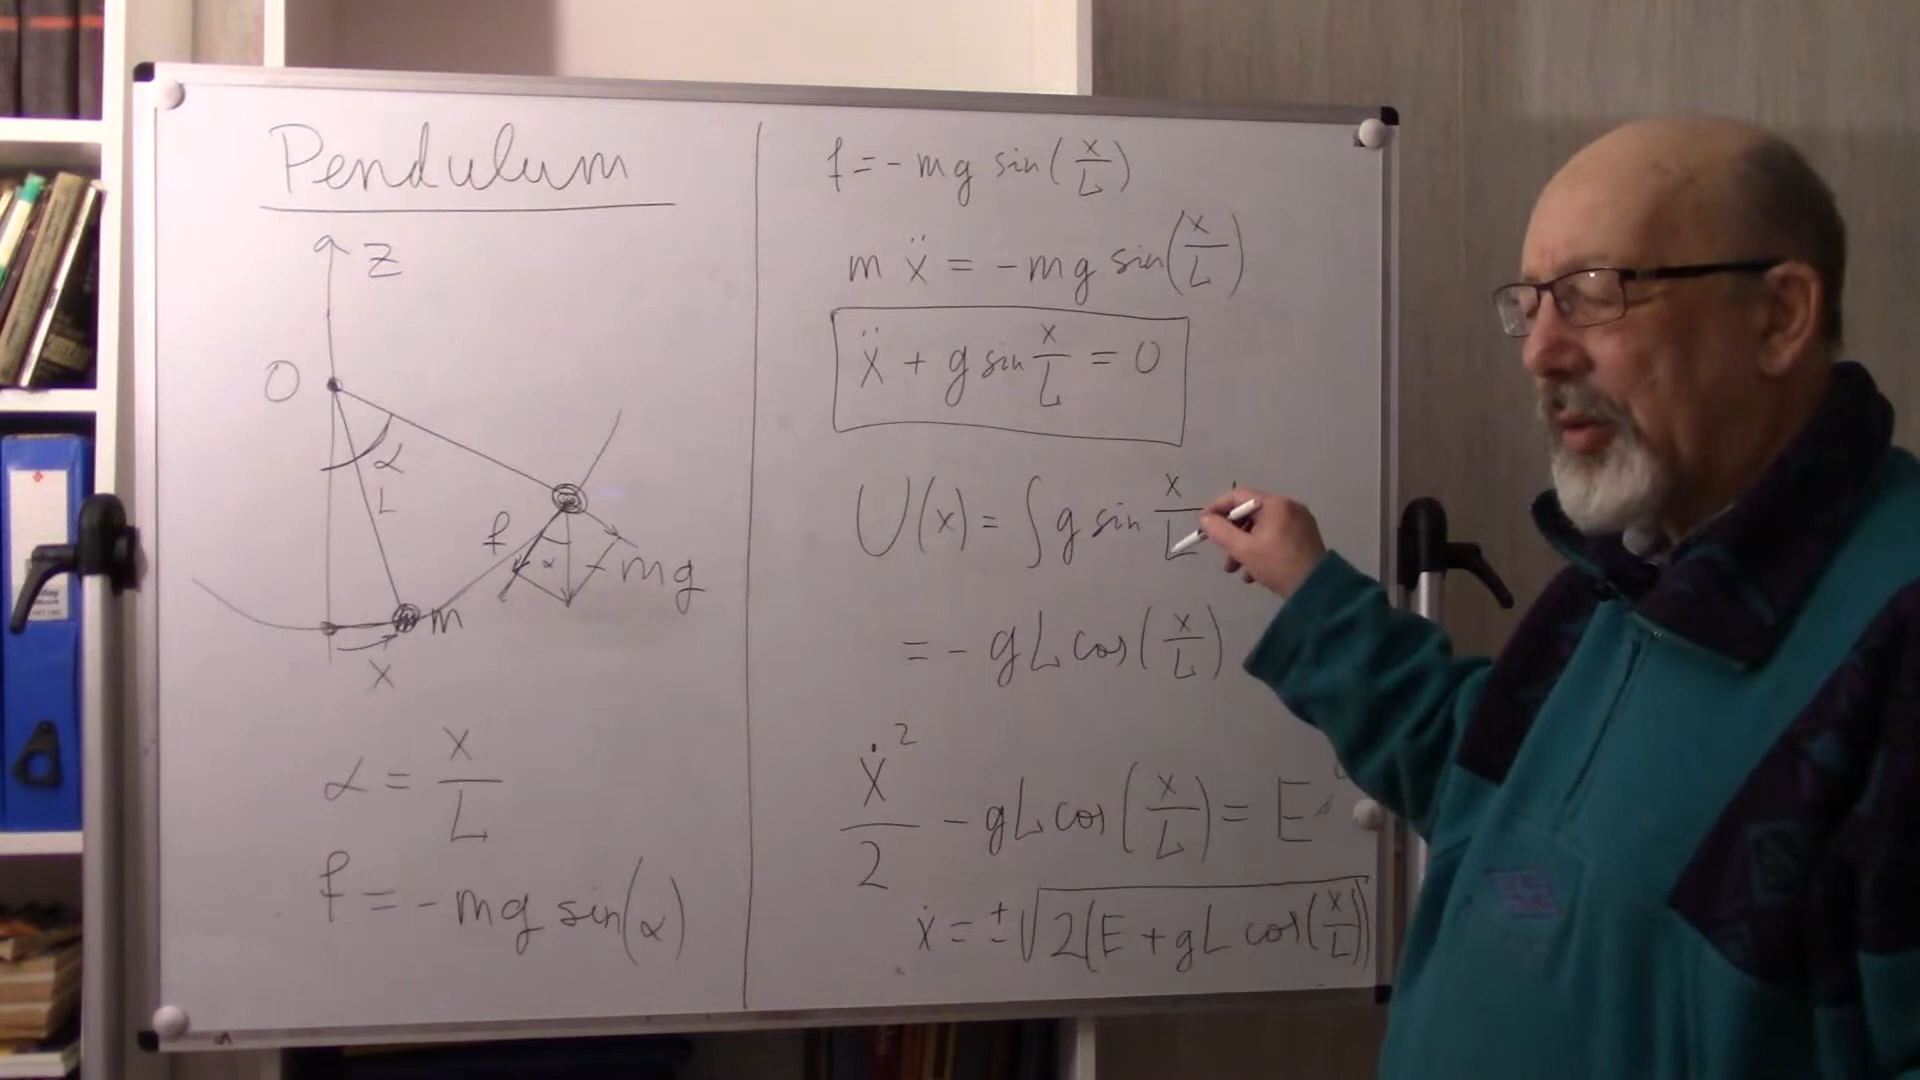 Pendulum
Z
O
α
L
f
α
-mg
m
x
α = x/L
f = -mg sin(α)
f = -mg sin(x/L)
m ẍ = -mg sin(x/L)
ẍ + g sin x/L = 0
U(x) = ∫ g sin x/L
= - gL cos(x/L)
ẋ²/2 - gL cos(x/L) = E
ẋ = ±√2(E + gL cos(x/L))